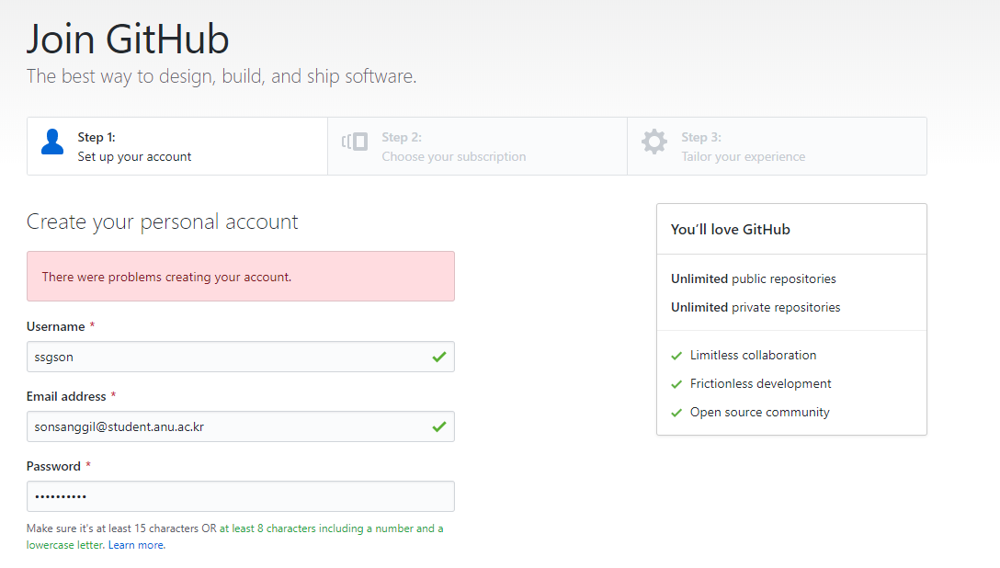 Join GitHub
The best way to design, build, and ship software.
Step 1:
Set up your account
Step 2:
Choose your subscription
Step 3:
Tailor your experience
Create your personal account
There were problems creating your account.
Username *
ssgson
Email address *
sonsanggil@student.anu.ac.kr
Password *
••••••••••
Make sure it's at least 15 characters OR at least 8 characters including a number and a
lowercase letter. Learn more.
You'll love GitHub
Unlimited public repositories
Unlimited private repositories
Limitless collaboration
Frictionless development
Open source community